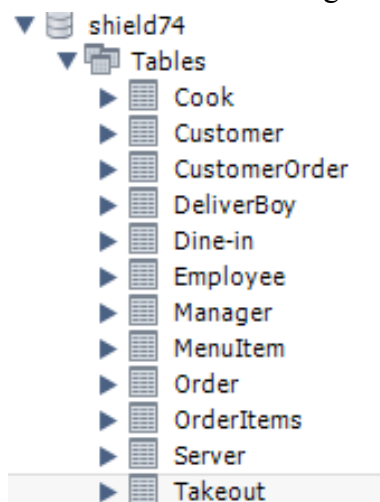 shield74
Tables
Cook
Customer
CustomerOrder
DeliverBoy
Dine-in
Employee
Manager
MenuItem
Order
OrderItems
Server
Takeout